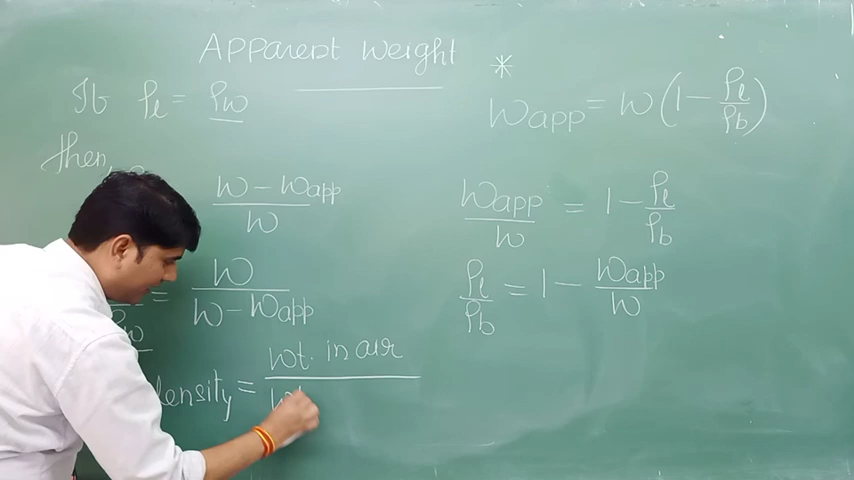 Apparent Weight *
If ρl = ρw
then,
W - Wapp / W
= W / W - Wapp
density = wt. in air / wt
Wapp = W(1 - ρl/ρb)
Wapp/W = 1 - ρl/ρb
ρl/ρb = 1 - Wapp/W